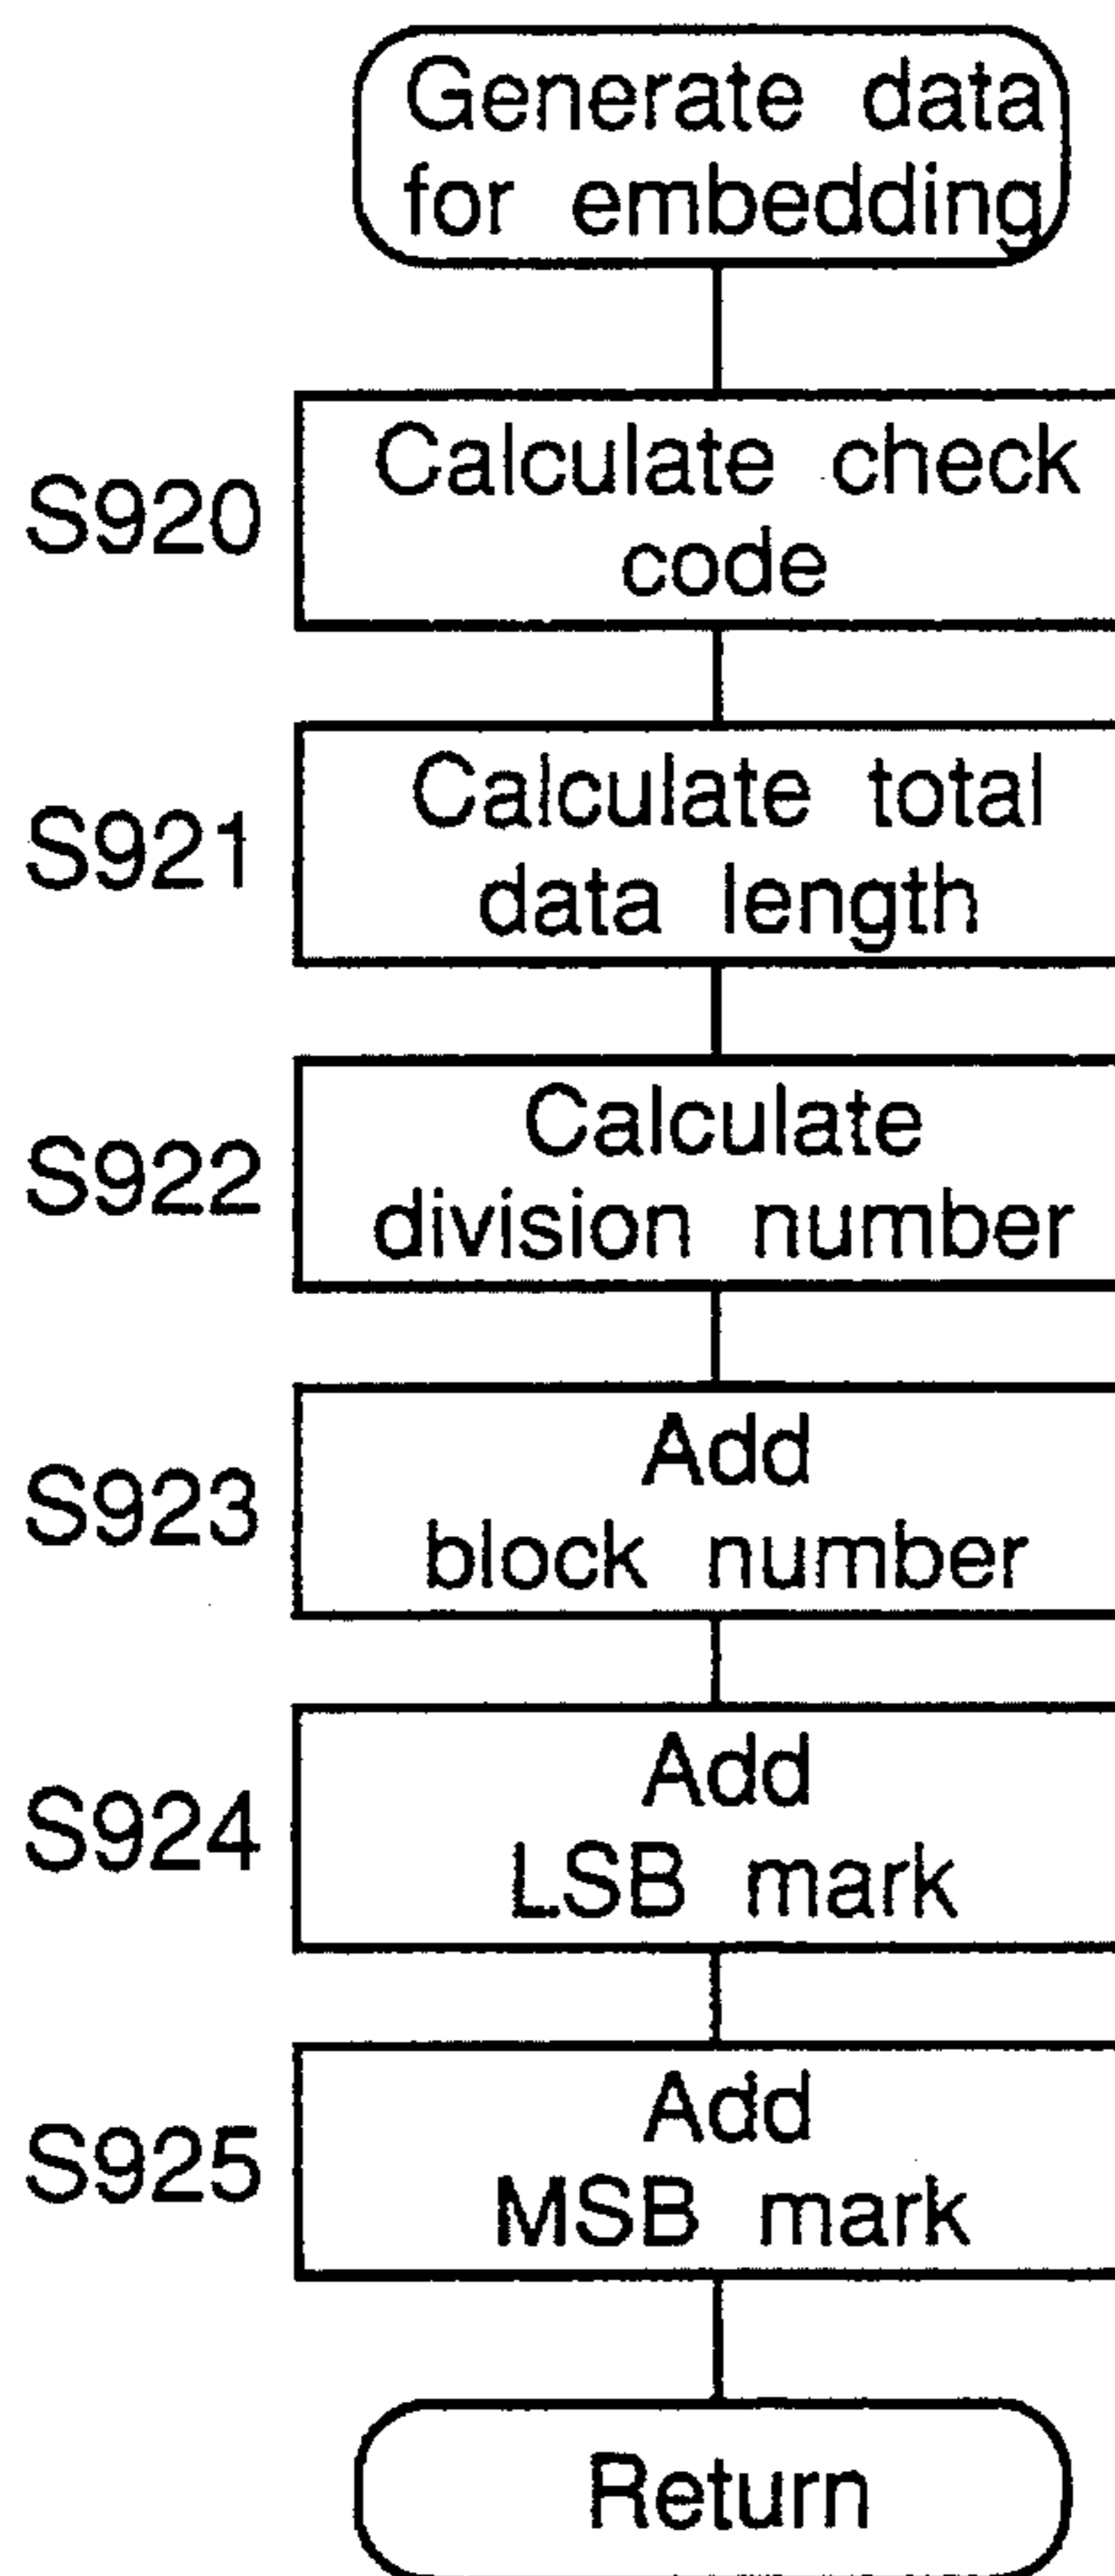 Generate data
for embedding
S920
Calculate check
code
S921
Calculate total
data length
S922
Calculate
division number
S923
Add
block number
S924
Add
LSB mark
S925
Add
MSB mark
Return